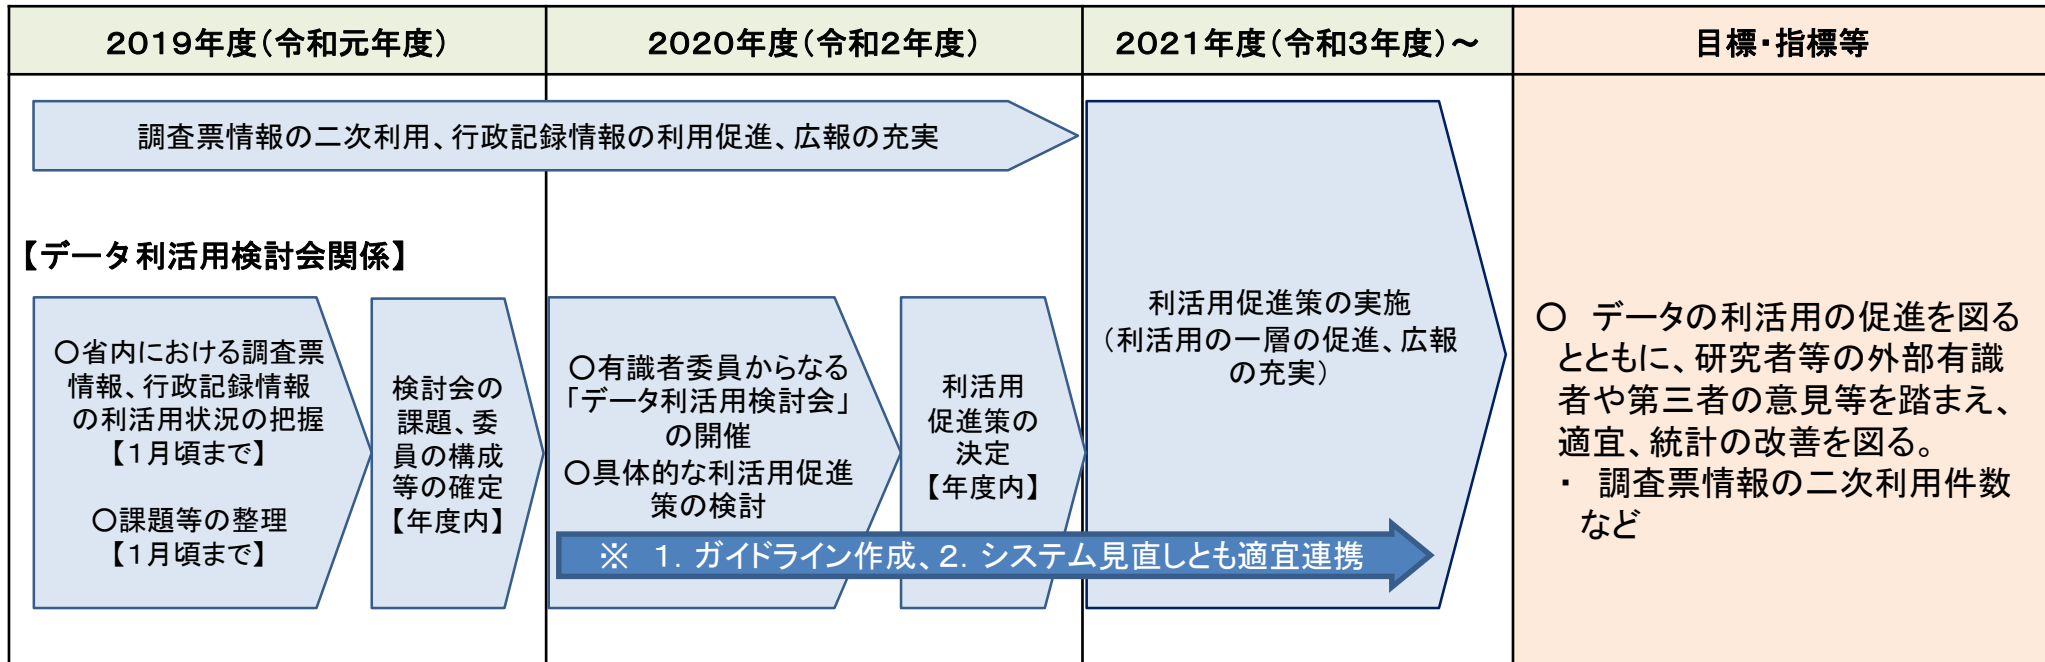 2019年度(令和元年度)
2020年度(令和2年度)
2021年度(令和3年度)～
目標・指標等
調査票情報の二次利用、行政記録情報の利用促進、広報の充実
【データ利活用検討会関係】
○省内における調査票
情報、行政記録情報
の利活用状況の把握
【1月頃まで】
○課題等の整理
【1月頃まで】
検討会の
課題、委
員の構成
等の確定
【年度内】
○有識者委員からなる
「データ利活用検討会」
の開催
○具体的な利活用促進
策の検討
利活用
促進策の
決定
【年度内】
利活用促進策の実施
(利活用の一層の促進、広報
の充実)
※　1．ガイドライン作成、2．システム見直しとも適宜連携
○　データの利活用の促進を図る
とともに、研究者等の外部有識
者や第三者の意見等を踏まえ、
適宜、統計の改善を図る。
・　調査票情報の二次利用件数
など